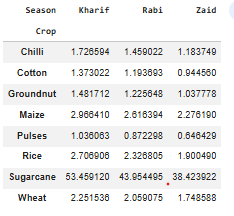 Season Kharif Rabi Zaid
Crop
Chilli 1.726594 1.459022 1.183749
Cotton 1.373022 1.193693 0.944560
Groundnut 1.481712 1.225648 1.037778
Maize 2.966410 2.616394 2.276190
Pulses 1.036063 0.872298 0.646429
Rice 2.706906 2.326805 1.900490
Sugarcane 53.459120 43.954495 38.423922
Wheat 2.251536 2.059075 1.748588